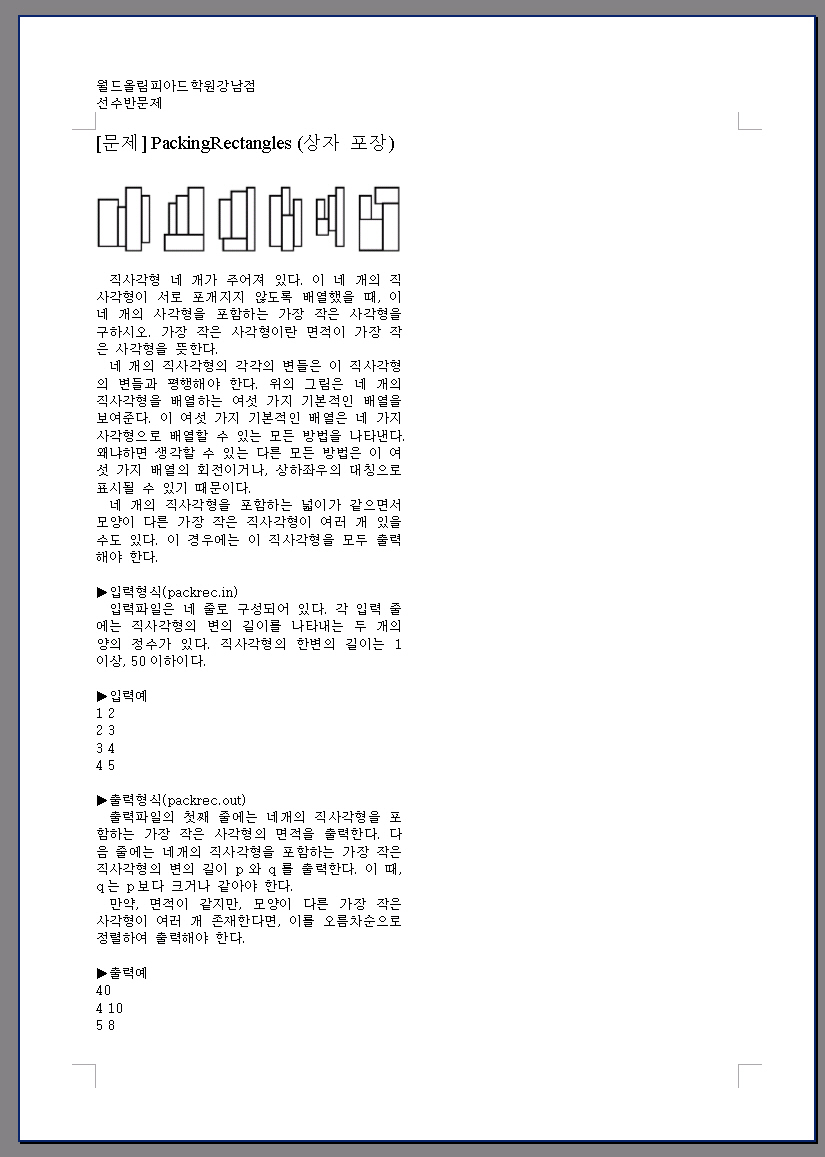 월드올림피아드학원강남점
선수반문제
[문제] PackingRectangles (상자 포장)
직사각형 네 개가 주어져 있다. 이 네 개의 직
사각형이 서로 포개지지 않도록 배열했을 때, 이
네 개의 사각형을 포함하는 가장 작은 사각형을
구하시오. 가장 작은 사각형이란 면적이 가장 작
은 사각형을 뜻한다.
네 개의 직사각형의 각각의 변들은 이 직사각형
의 변들과 평행해야 한다. 위의 그림은 네 개의
직사각형을 배열하는 여섯 가지 기본적인 배열을
보여준다. 이 여섯 가지 기본적인 배열은 네 가지
사각형으로 배열할 수 있는 모든 방법을 나타낸다.
왜냐하면 생각할 수 있는 다른 모든 방법은 이 여
섯 가지 배열의 회전이거나, 상하좌우의 대칭으로
표시될 수 있기 때문이다.
네 개의 직사각형을 포함하는 넓이가 같으면서
모양이 다른 가장 작은 직사각형이 여러 개 있을
수도 있다. 이 경우에는 이 직사각형을 모두 출력
해야 한다.
▶입력형식(packrec.in)
입력파일은 네 줄로 구성되어 있다. 각 입력 줄
에는 직사각형의 변의 길이를 나타내는 두 개의
양의 정수가 있다. 직사각형의 한변의 길이는 1
이상, 50 이하이다.
▶입력예
1 2
2 3
3 4
4 5
▶출력형식(packrec.out)
출력파일의 첫째 줄에는 네개의 직사각형을 포
함하는 가장 작은 사각형의 면적을 출력한다. 다
음 줄에는 네개의 직사각형을 포함하는 가장 작은
직사각형의 변의 길이 p 와 q 를 출력한다. 이 때,
q 는 p 보다 크거나 같아야 한다.
만약, 면적이 같지만, 모양이 다른 가장 작은
사각형이 여러 개 존재한다면, 이를 오름차순으로
정렬하여 출력해야 한다.
▶출력예
40
4 10
5 8